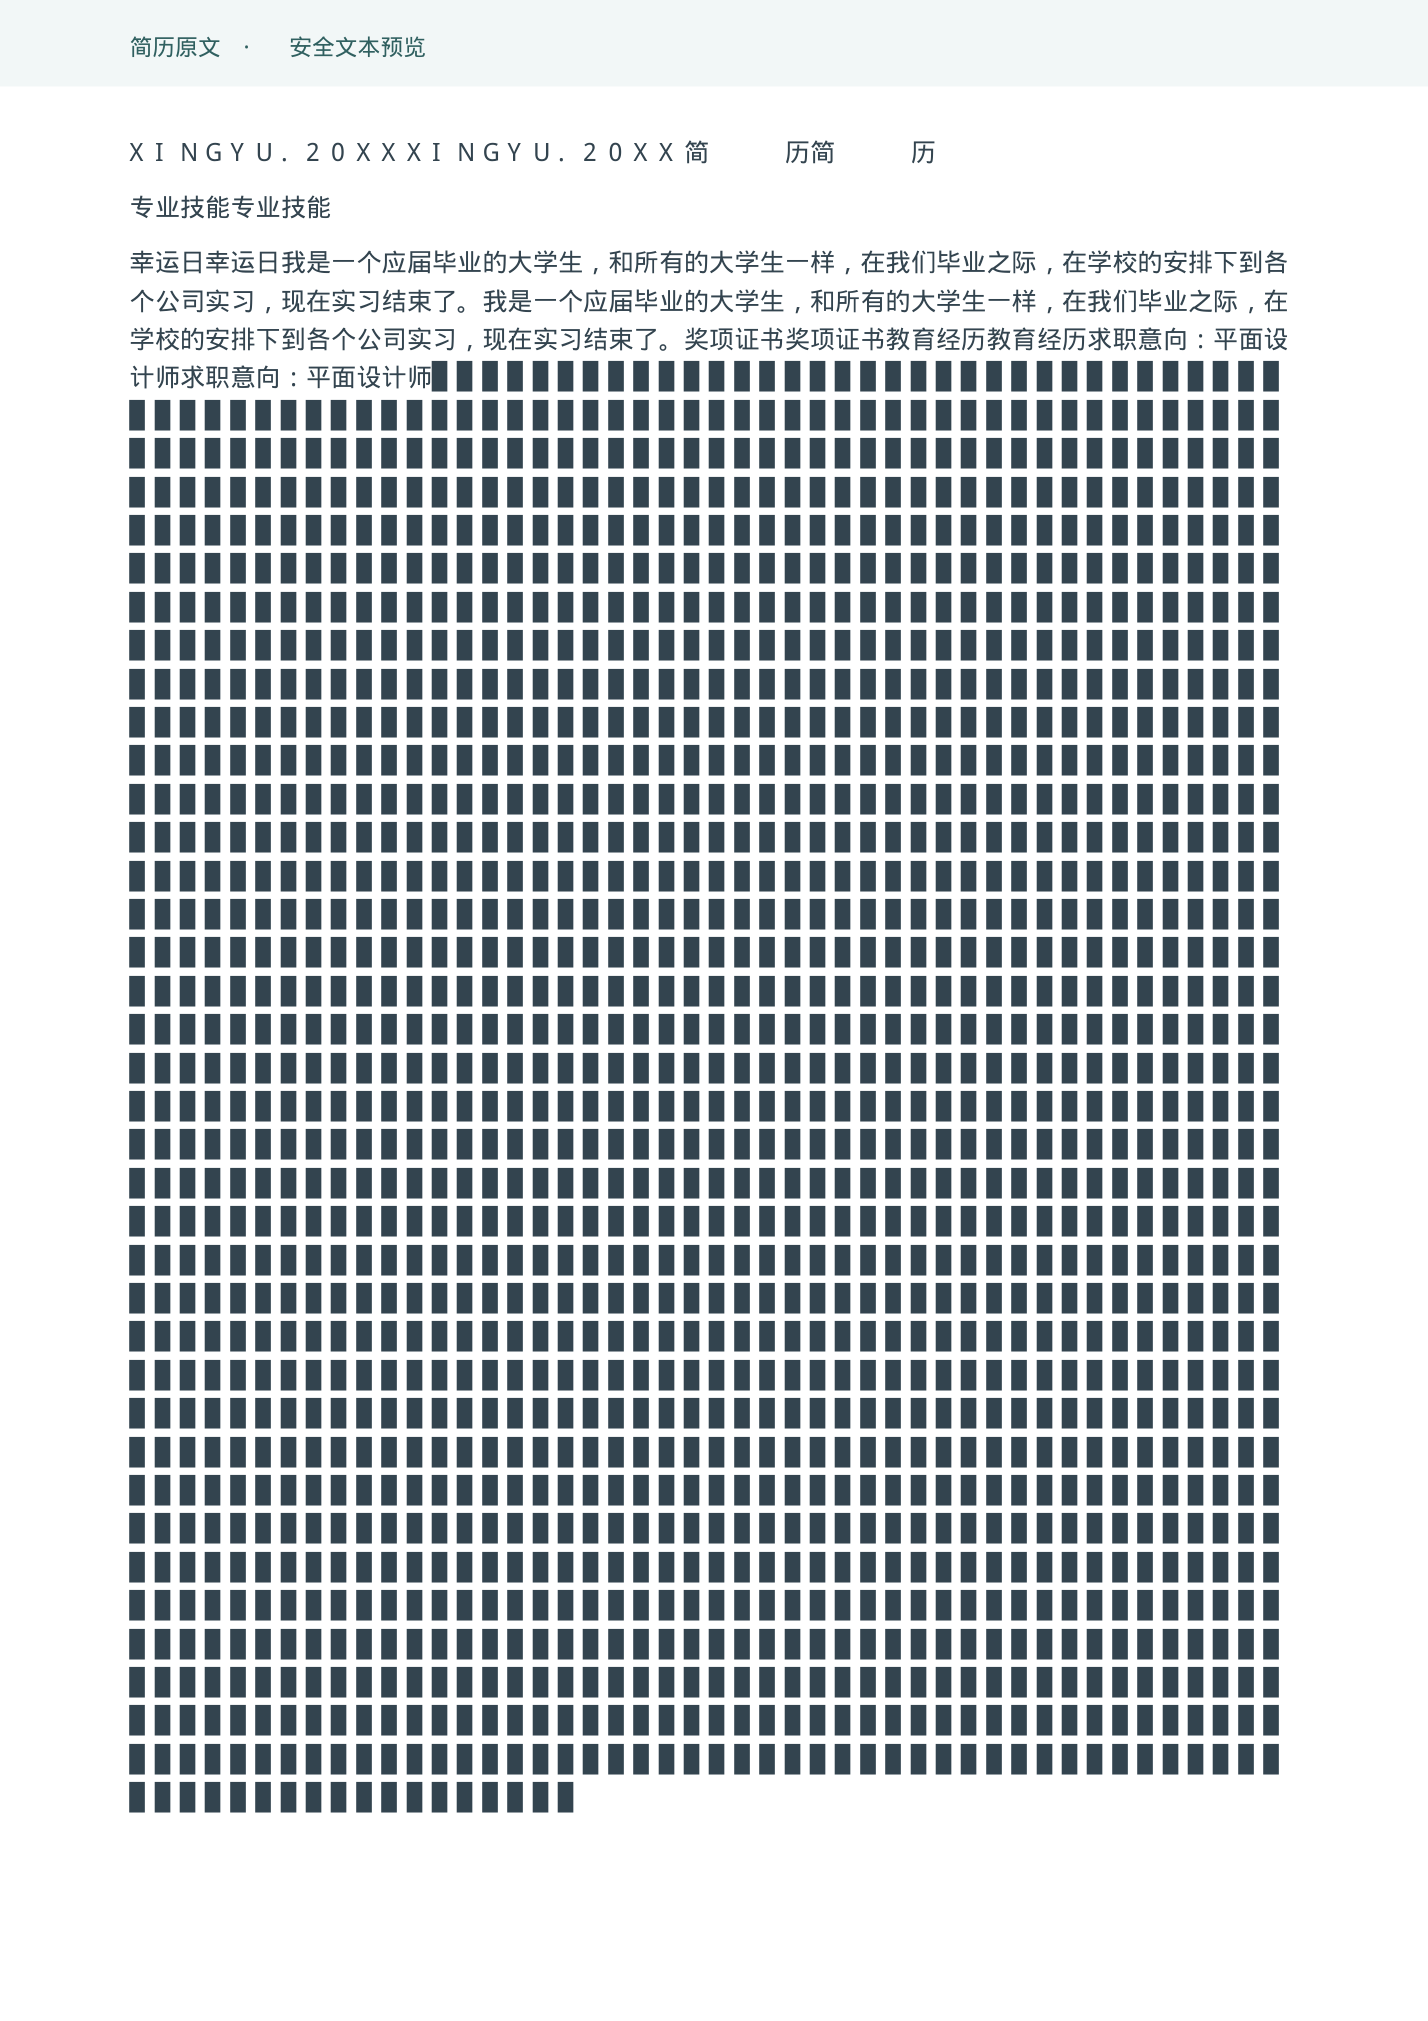 简历原文 · 安全文本预览
XINGYU.20XXXINGYU.20XX简 历简 历
专业技能专业技能
幸运日幸运日我是一个应届毕业的大学生，和所有的大学生一样，在我们毕业之际，在学校的安排下到各
个公司实习，现在实习结束了。我是一个应届毕业的大学生，和所有的大学生一样，在我们毕业之际，在
学校的安排下到各个公司实习，现在实习结束了。奖项证书奖项证书教育经历教育经历求职意向：平面设
计师求职意向：平面设计师